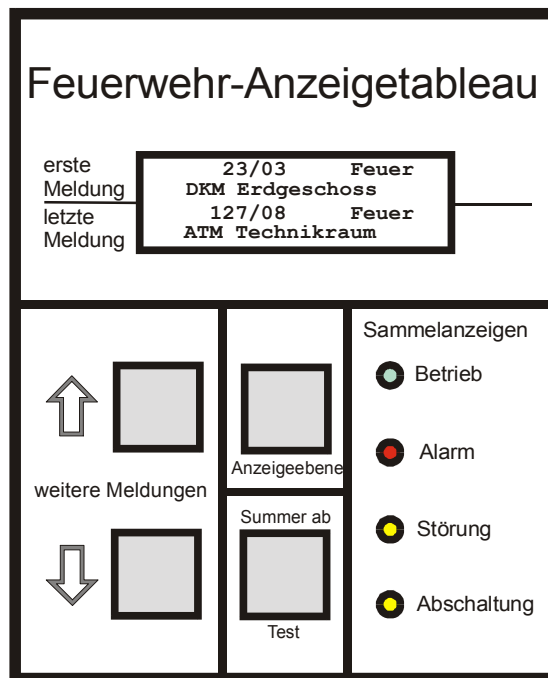 Feuerwehr-Anzeigetableau
erste
Meldung
letzte
Meldung
23/03 Feuer
DKM Erdgeschoss
127/08 Feuer
ATM Technikraum
weitere Meldungen
Anzeigeebene
Summer ab
Test
Sammelanzeigen
Betrieb
Alarm
Störung
Abschaltung